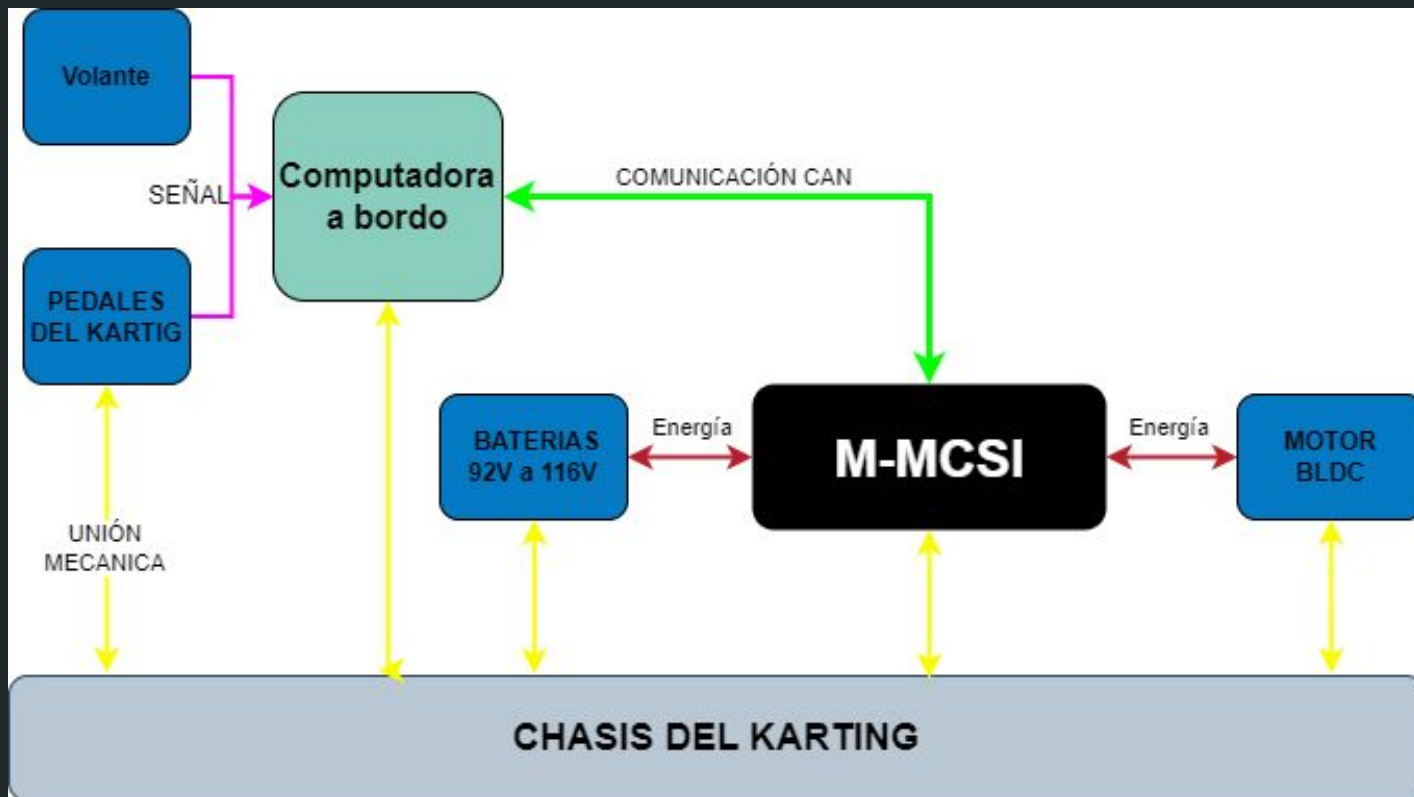 Volante
SEÑAL
Computadora
a bordo
COMUNICACIÓN CAN
PEDALES
DEL KARTIG
BATERIAS
92V a 116V
Energía
M-MCSI
Energía
MOTOR
BLDC
UNIÓN
MECANICA
CHASIS DEL KARTING